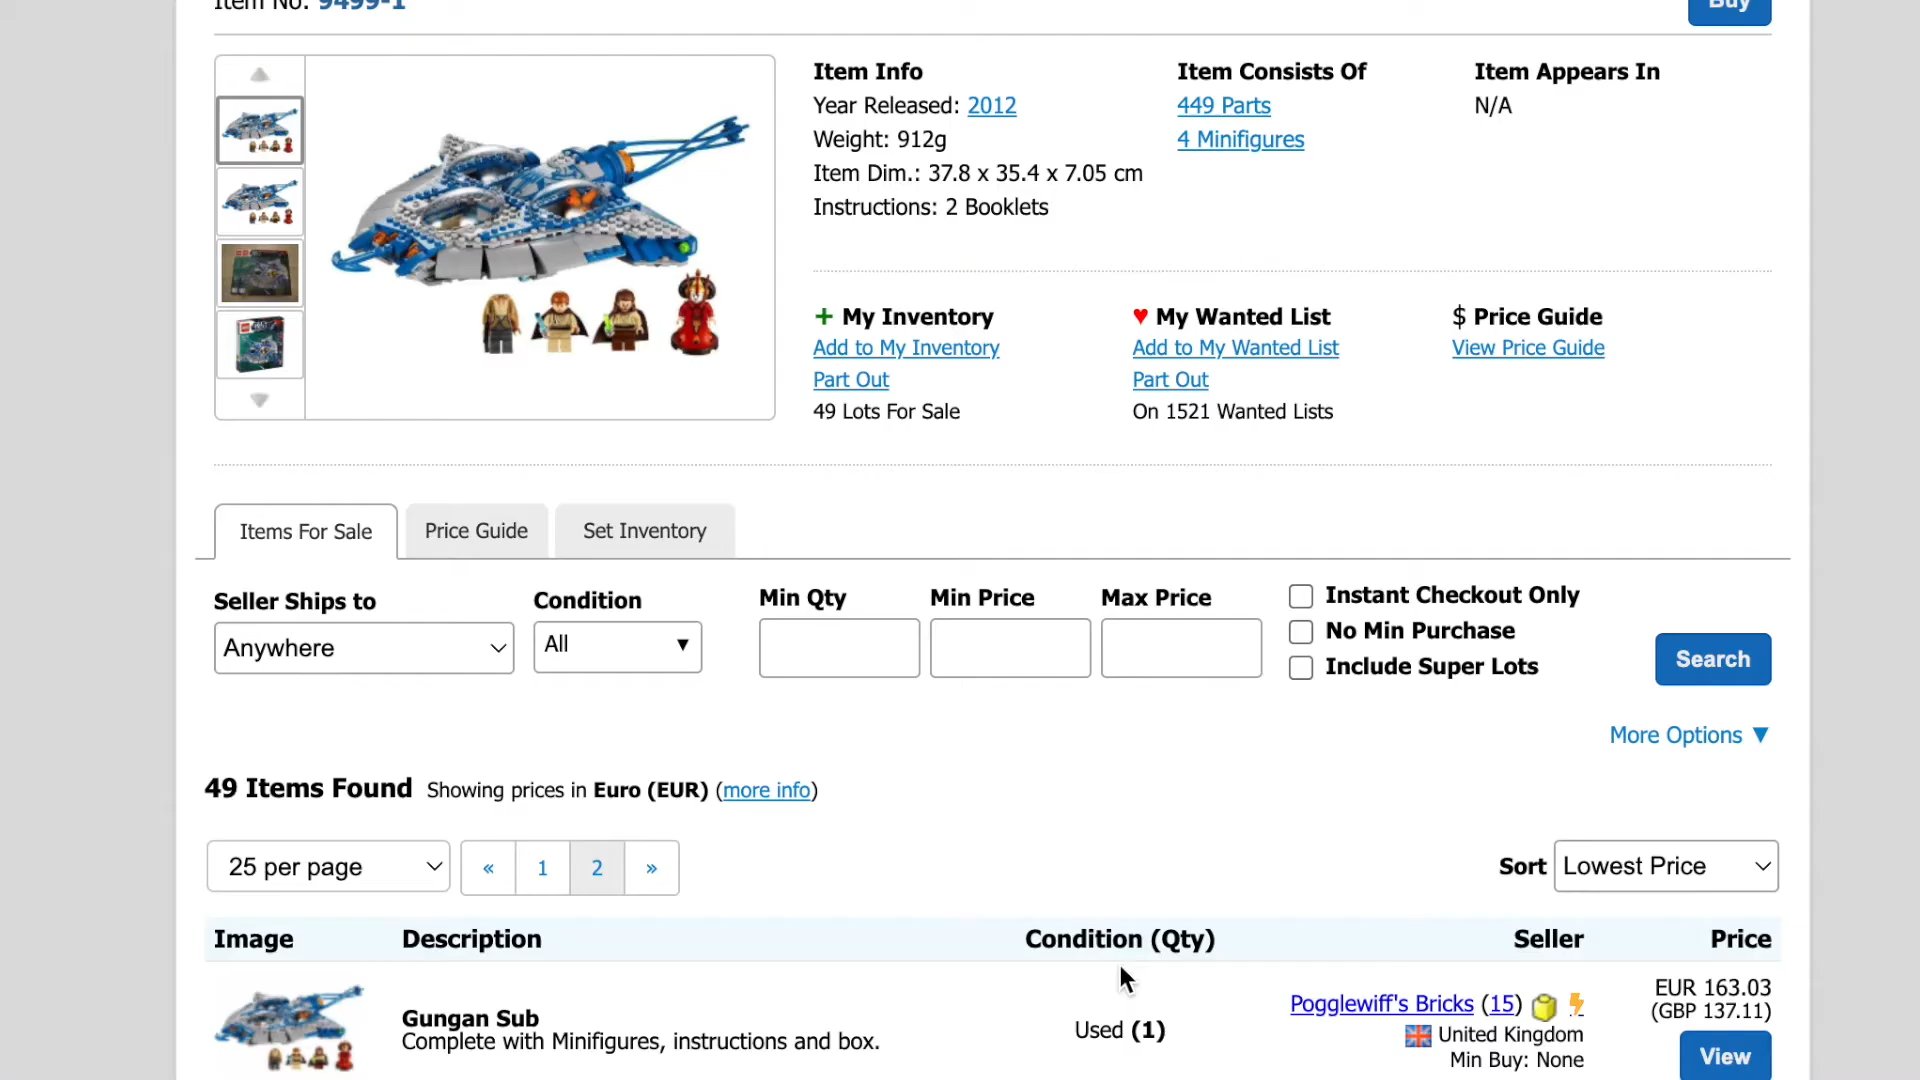 Item No: 9499-1
Buy
Item Info
Year Released: 2012
Weight: 912g
Item Dim.: 37.8 x 35.4 x 7.05 cm
Instructions: 2 Booklets
Item Consists Of
449 Parts
4 Minifigures
Item Appears In
N/A
+ My Inventory
Add to My Inventory
Part Out
49 Lots For Sale
♥ My Wanted List
Add to My Wanted List
Part Out
On 1521 Wanted Lists
$ Price Guide
View Price Guide
Items For Sale
Price Guide
Set Inventory
Seller Ships to
Anywhere
Condition
All ▼
Min Qty
Min Price
Max Price
Instant Checkout Only
No Min Purchase
Include Super Lots
Search
More Options ▼
49 Items Found Showing prices in Euro (EUR) (more info)
25 per page
« 1 2 »
Sort Lowest Price
Image Description Condition (Qty) Seller Price
Gungan Sub
Complete with Minifigures, instructions and box.
Used (1)
Pogglewiff's Bricks (15)
United Kingdom
Min Buy: None
EUR 163.03
(GBP 137.11)
View